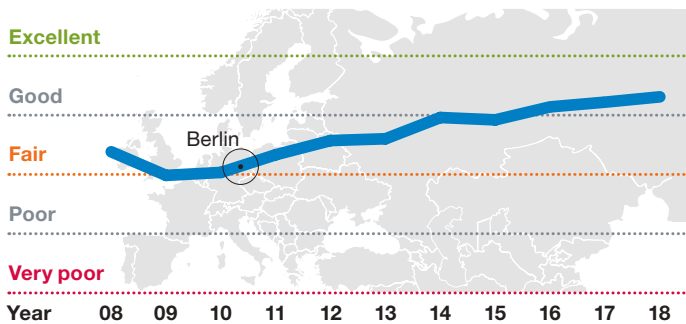 Excellent
Good
Berlin
Fair
Poor
Very poor
Year 08 09 10 11 12 13 14 15 16 17 18